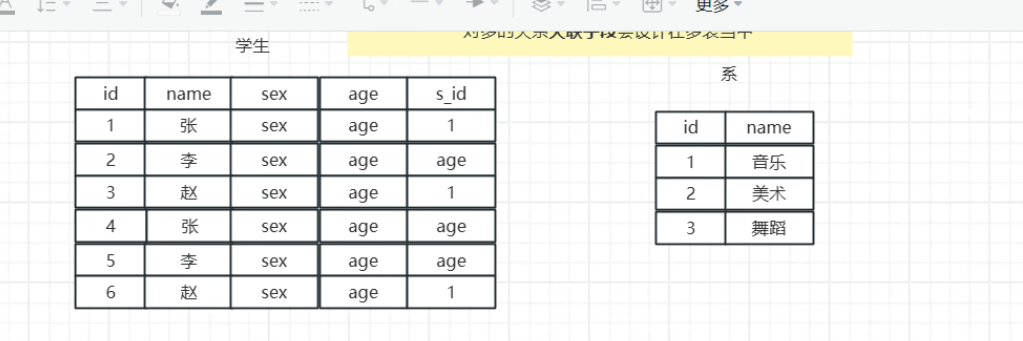 更多
对多的关系关联字段会设计在多表当中
学生
系
id name sex age s_id
1 张 sex age 1
2 李 sex age age
3 赵 sex age 1
4 张 sex age age
5 李 sex age age
6 赵 sex age 1
id name
1 音乐
2 美术
3 舞蹈